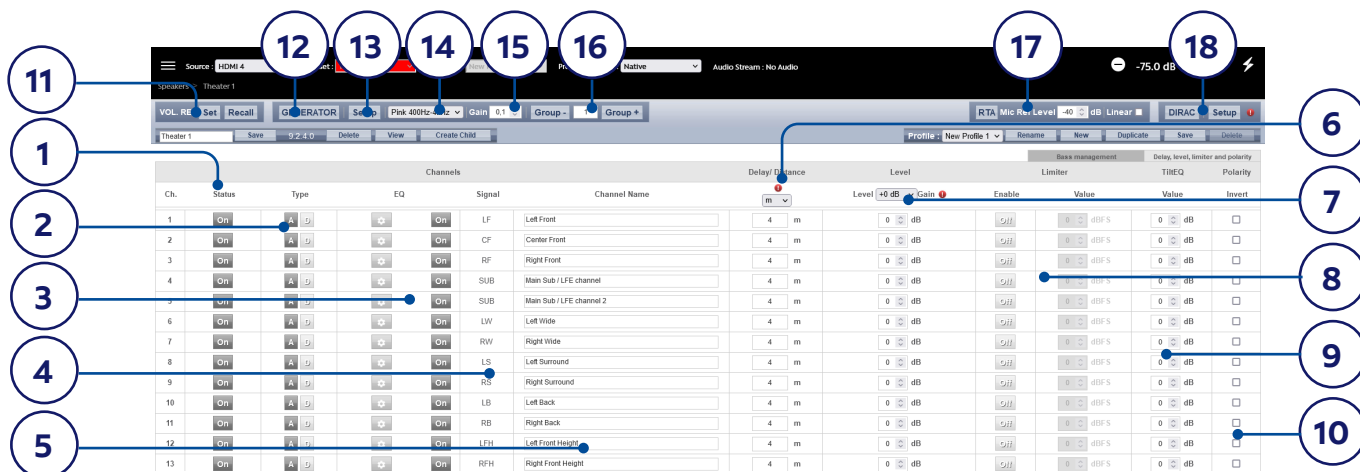 12 13 14 15 16 17 18
11
Source : HDMI 4 Native Audio Stream : No Audio -75.0 dB
Speakers > Theater 1
Set Recall GENERATOR Pink 400Hz-4kHz Gain 0,1 Group - 1 Group + RTA Mic Ref Level -40 dB Linear DIRAC Setup
Theater 1 Save 9.2.4.0 Delete View Create Child Profile : New Profile 1 Rename New Duplicate Save Delete
6
1
Bass management Delay, level, limiter and polarity
Channels Delay/ Distance Level Limiter TiltEQ Polarity
Ch. Status Type EQ Signal Channel Name m Level +0 dB Gain Enable Value Value Invert
7
2
1 On A D On LF Left Front 4 m 0 dB Off 0 dBFS 0 dB
2 On A D On CF Center Front 4 m 0 dB Off 0 dBFS 0 dB
3 On A D On RF Right Front 4 m 0 dB Off 0 dBFS 0 dB
8
3
4 On A D On SUB Main Sub / LFE channel 4 m 0 dB Off 0 dBFS 0 dB
5 On A D On SUB Main Sub / LFE channel 2 4 m 0 dB Off 0 dBFS 0 dB
6 On A D On LW Left Wide 4 m 0 dB Off 0 dBFS 0 dB
7 On A D On RW Right Wide 4 m 0 dB Off 0 dBFS 0 dB
9
4
8 On A D On LS Left Surround 4 m 0 dB Off 0 dBFS 0 dB
9 On A D On RS Right Surround 4 m 0 dB Off 0 dBFS 0 dB
10 On A D On LB Left Back 4 m 0 dB Off 0 dBFS 0 dB
11 On A D On RB Right Back 4 m 0 dB Off 0 dBFS 0 dB
10
5
12 On A D On LFH Left Front Height 4 m 0 dB Off 0 dBFS 0 dB
13 On A D On RFH Right Front Height 4 m 0 dB Off 0 dBFS 0 dB